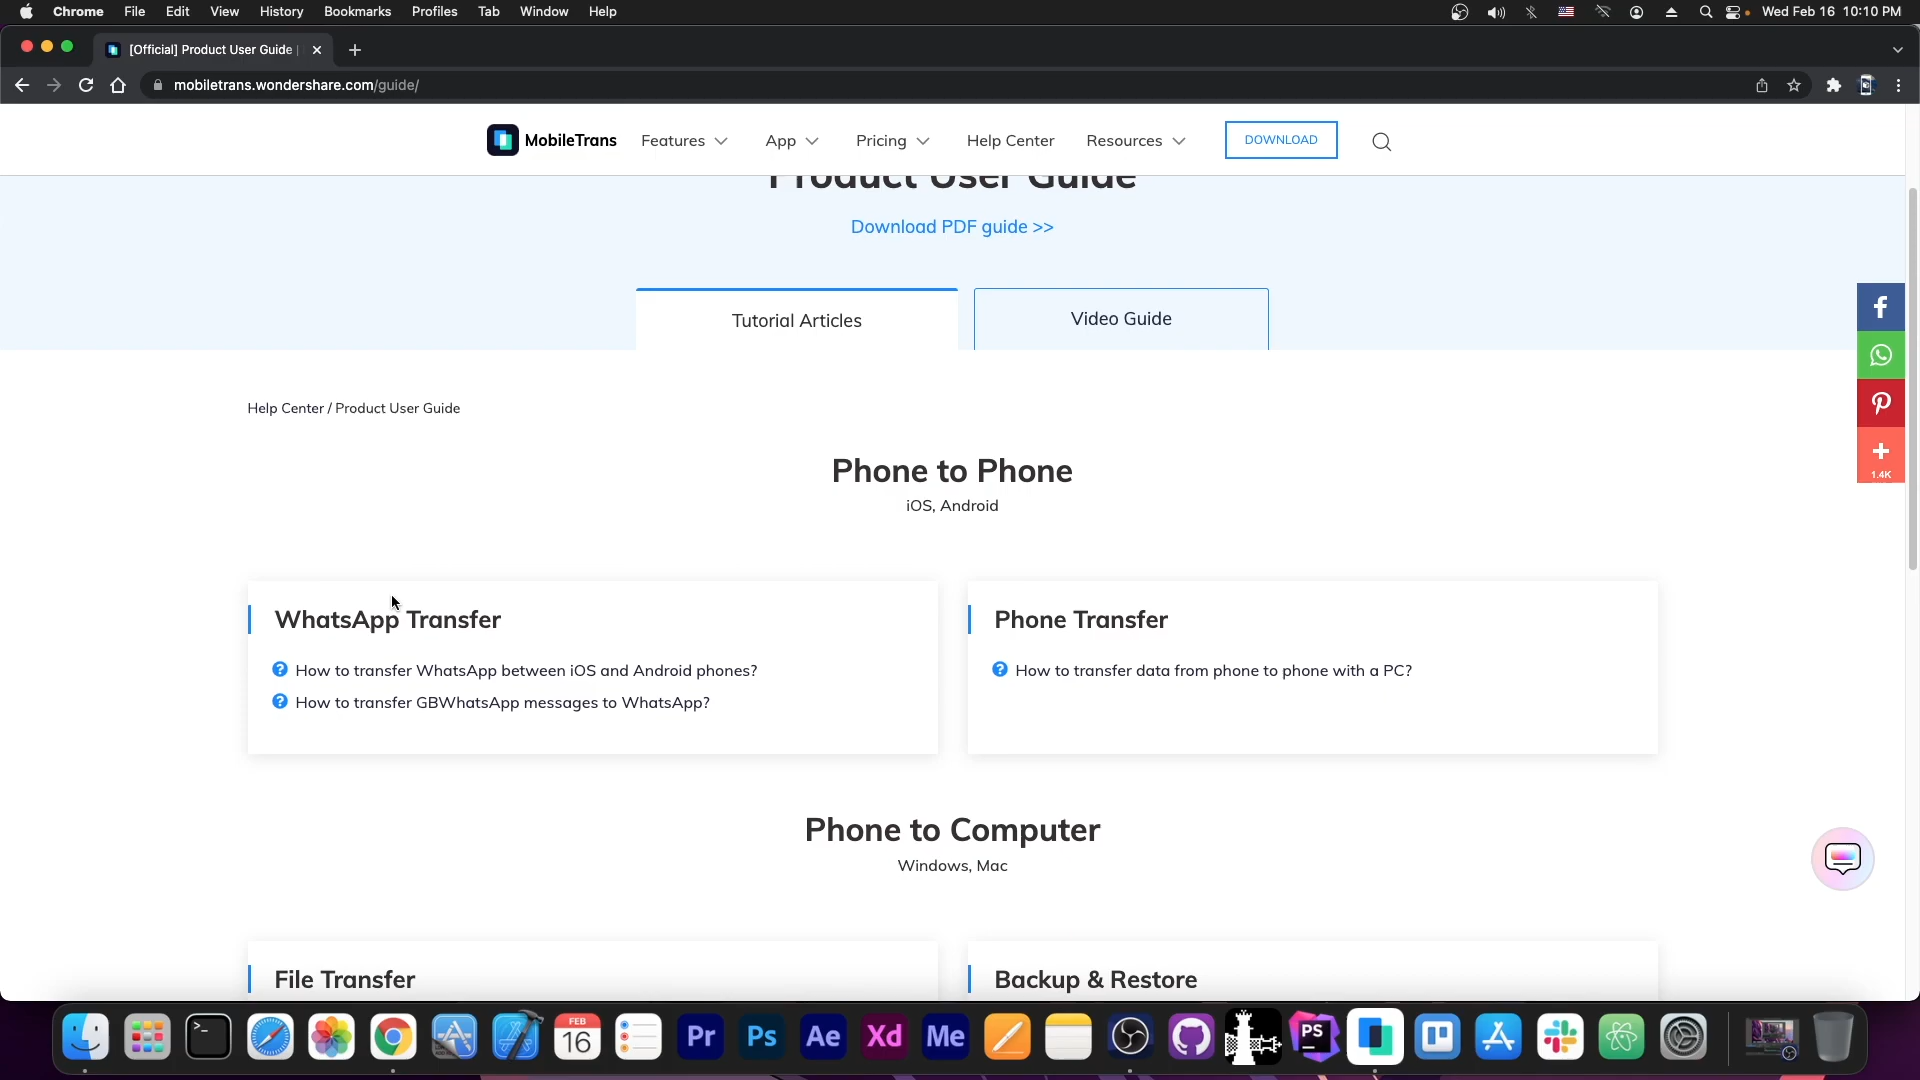 Chrome File Edit View History Bookmarks Profiles Tab Window Help Wed Feb 16 10:10 PM
[Official] Product User Guide |
mobiletrans.wondershare.com/guide/
MobileTrans Features App Pricing Help Center Resources DOWNLOAD
Product User Guide
Download PDF guide >>
Tutorial Articles Video Guide
Help Center / Product User Guide
1.4K
Phone to Phone
iOS, Android
WhatsApp Transfer
How to transfer WhatsApp between iOS and Android phones?
How to transfer GBWhatsApp messages to WhatsApp?
Phone Transfer
How to transfer data from phone to phone with a PC?
Phone to Computer
Windows, Mac
File Transfer
Backup & Restore
FEB
16
Pr Ps Ae Xd Me PS